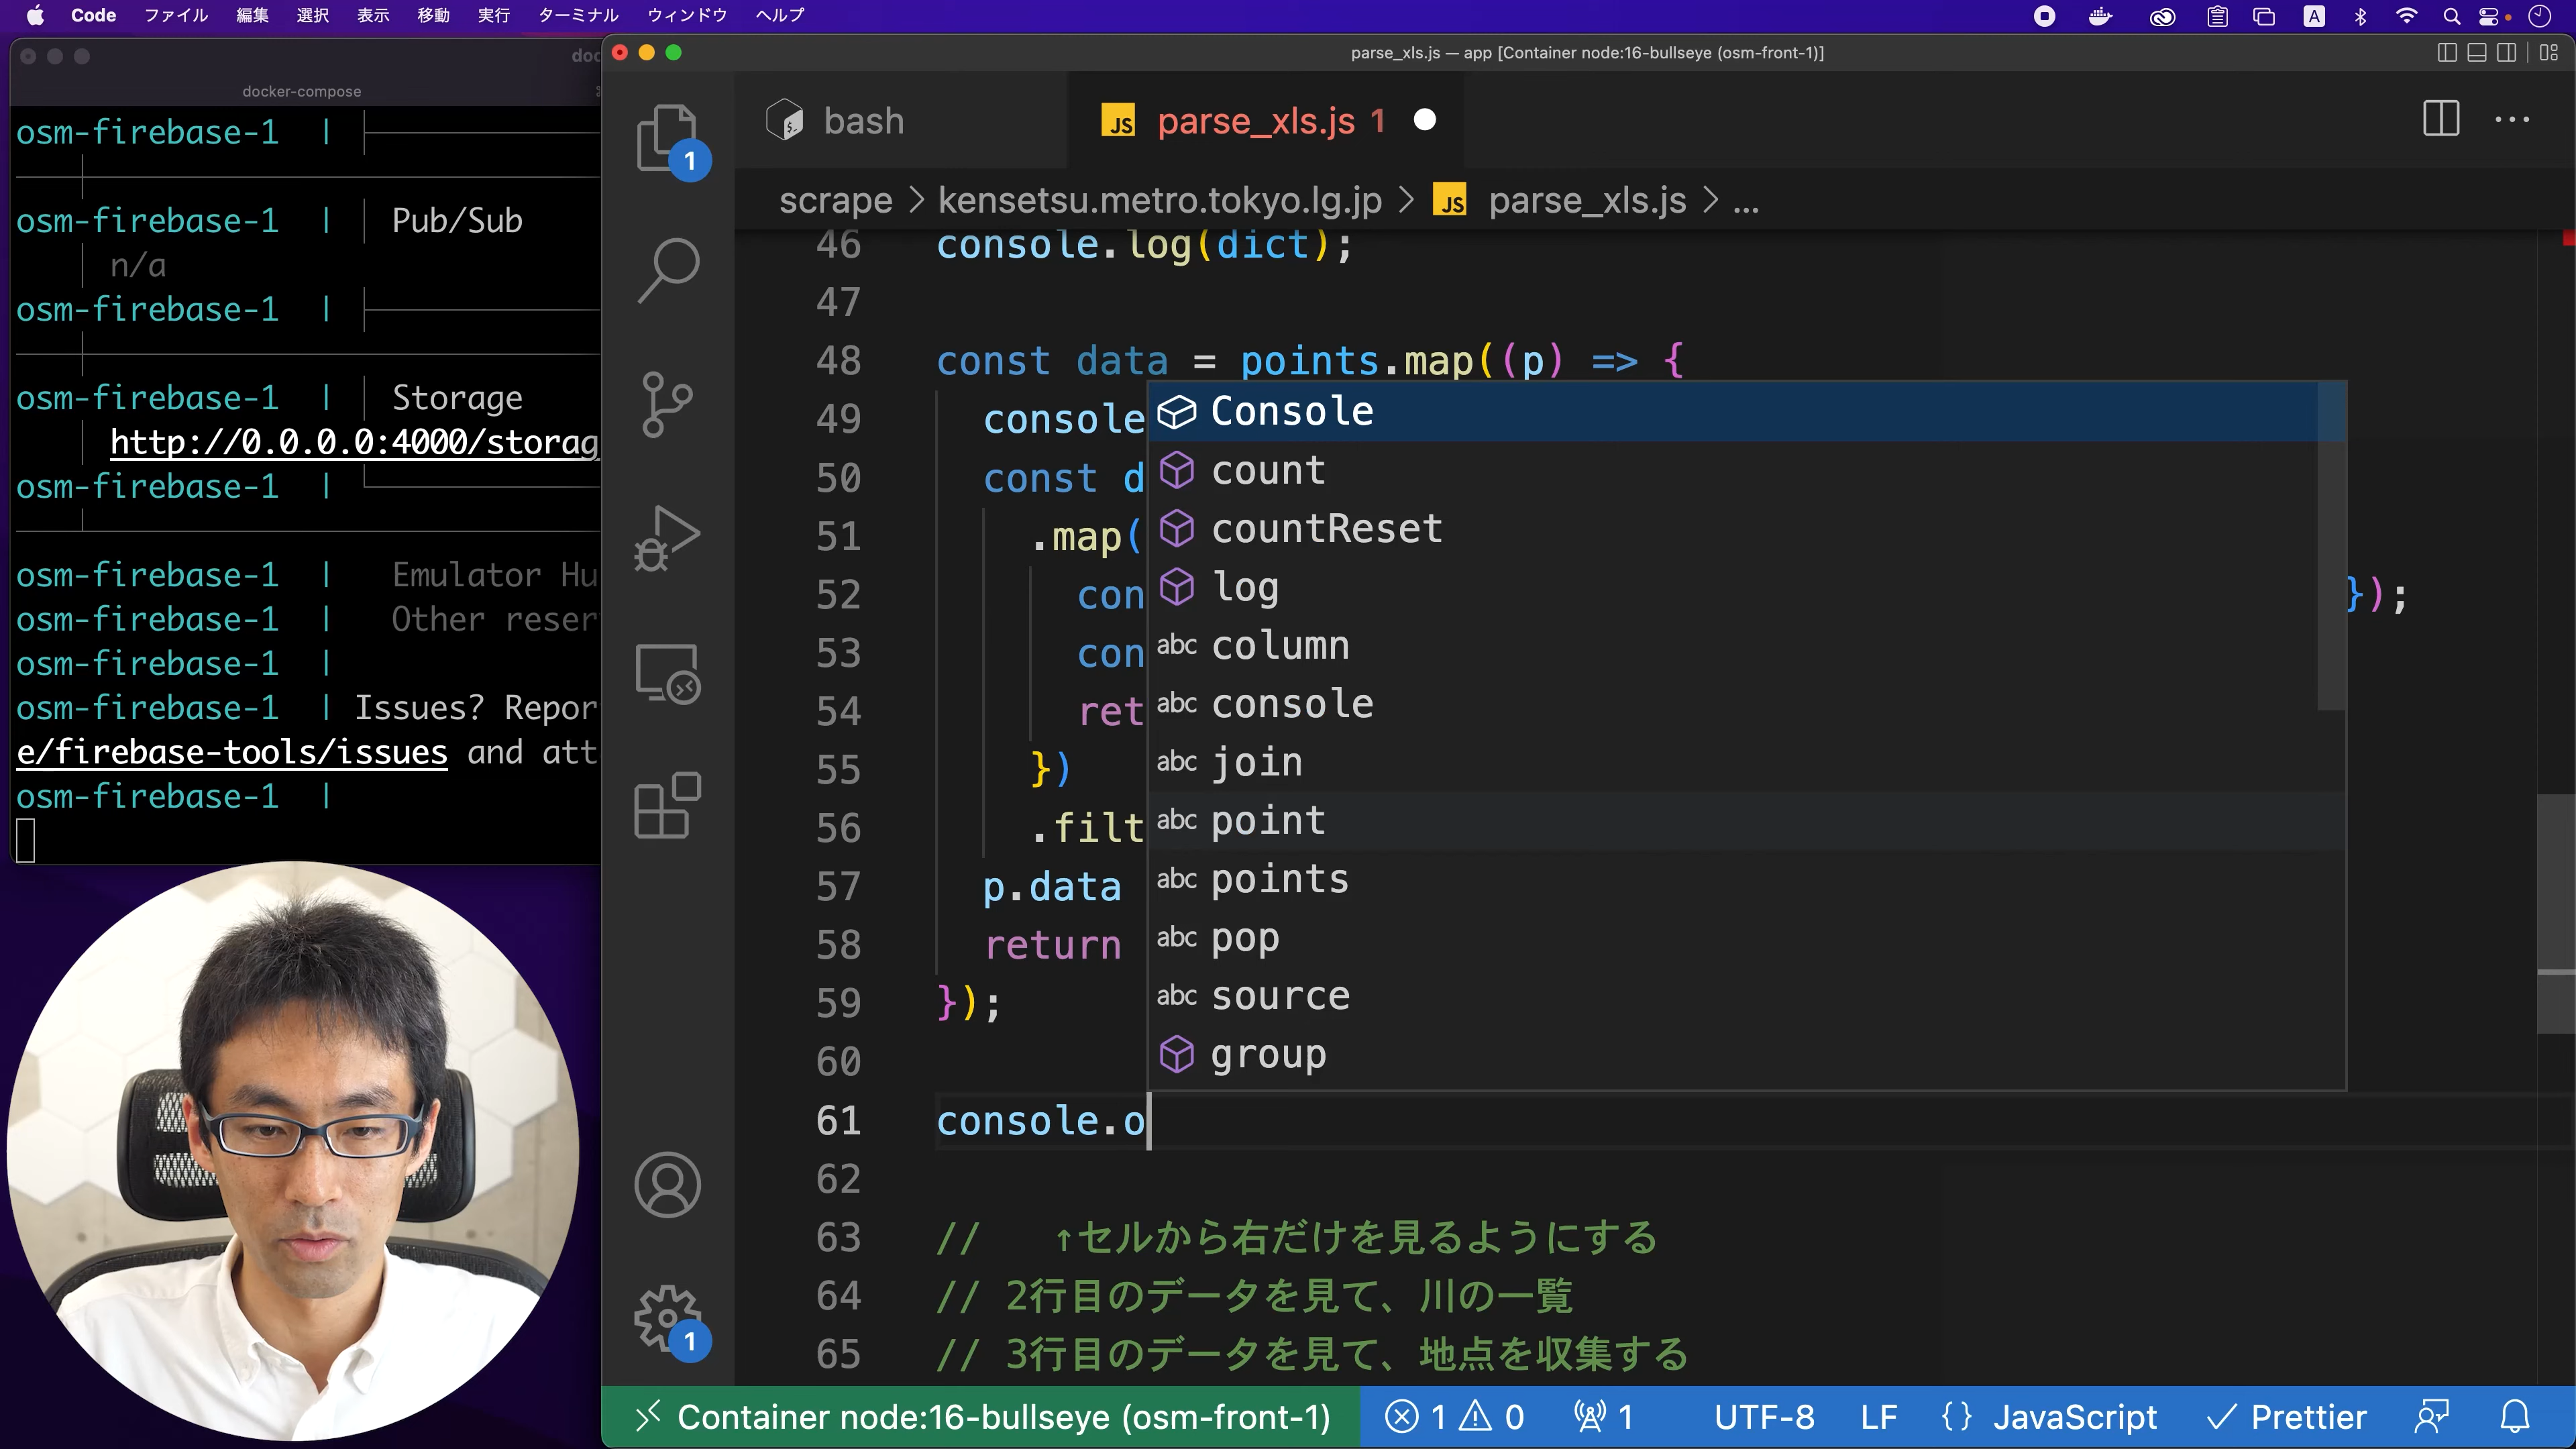 Code ファイル 編集 選択 表示 移動 実行 ターミナル ウィンドウ ヘルプ
A
docker-compose
osm-firebase-1 |
osm-firebase-1 | Pub/Sub
n/a
osm-firebase-1 |
osm-firebase-1 | Storage
http://0.0.0.0:4000/storag
osm-firebase-1 |
osm-firebase-1 | Emulator Hu
osm-firebase-1 | Other reser
osm-firebase-1 |
osm-firebase-1 | Issues? Repor
e/firebase-tools/issues and att
osm-firebase-1 |
parse_xls.js — app [Container node:16-bullseye (osm-front-1)]
bash
JS parse_xls.js 1
scrape > kensetsu.metro.tokyo.lg.jp > JS parse_xls.js > ...
1
46 console.log(dict);
47
48 const data = points.map((p) => {
49 console
50 const d
51 .map(
52 con });
53 con
54 ret
55 })
56 .filt
57 p.data
58 return
59 });
60
61 console.o
62
63 // ↑セルから右だけを見るようにする
64 // 2行目のデータを見て、川の一覧
65 // 3行目のデータを見て、地点を収集する
Console
count
countReset
log
abc column
abc console
abc join
abc point
abc points
abc pop
abc source
group
1
Container node:16-bullseye (osm-front-1) 1 0 1 UTF-8 LF {} JavaScript Prettier